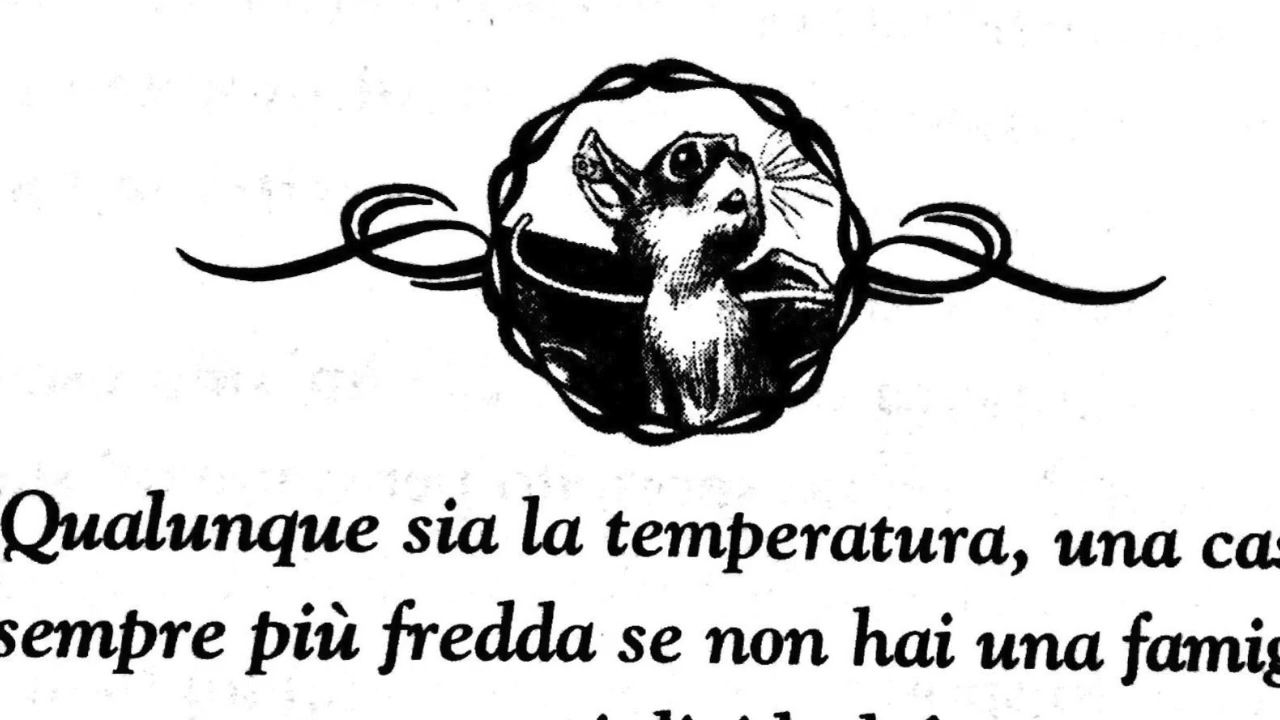 Qualunque sia la temperatura, una cas
sempre più fredda se non hai una famig